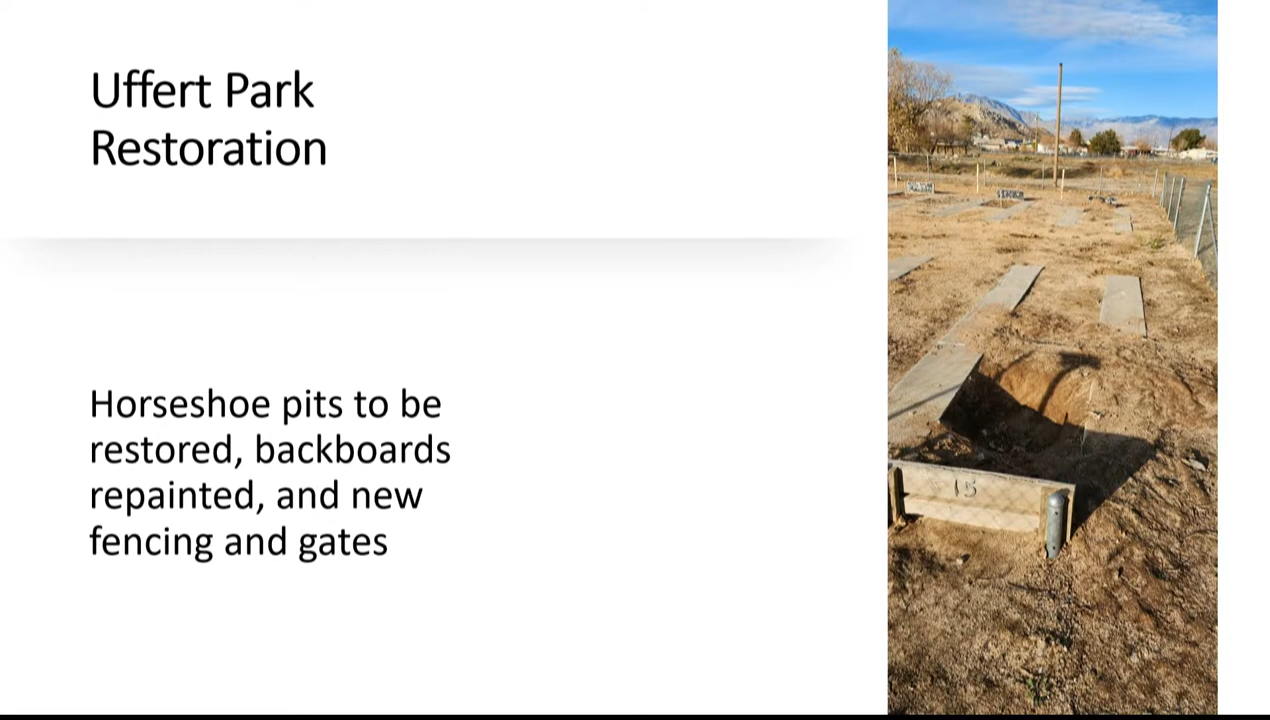 Uffert Park
Restoration
Horseshoe pits to be
restored, backboards
repainted, and new
fencing and gates
15